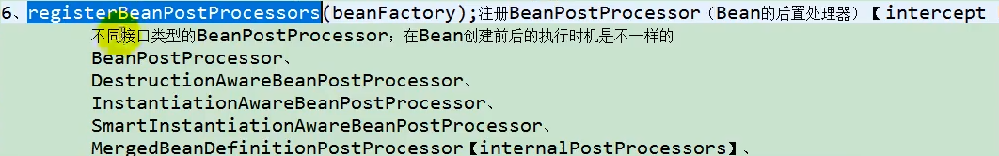 6、registerBeanPostProcessors(beanFactory);注册BeanPostProcessor（Bean的后置处理器）【intercept
不同接口类型的BeanPostProcessor；在Bean创建前后的执行时机是不一样的
BeanPostProcessor、
DestructionAwareBeanPostProcessor、
InstantiationAwareBeanPostProcessor、
SmartInstantiationAwareBeanPostProcessor、
MergedBeanDefinitionPostProcessor【internalPostProcessors】、